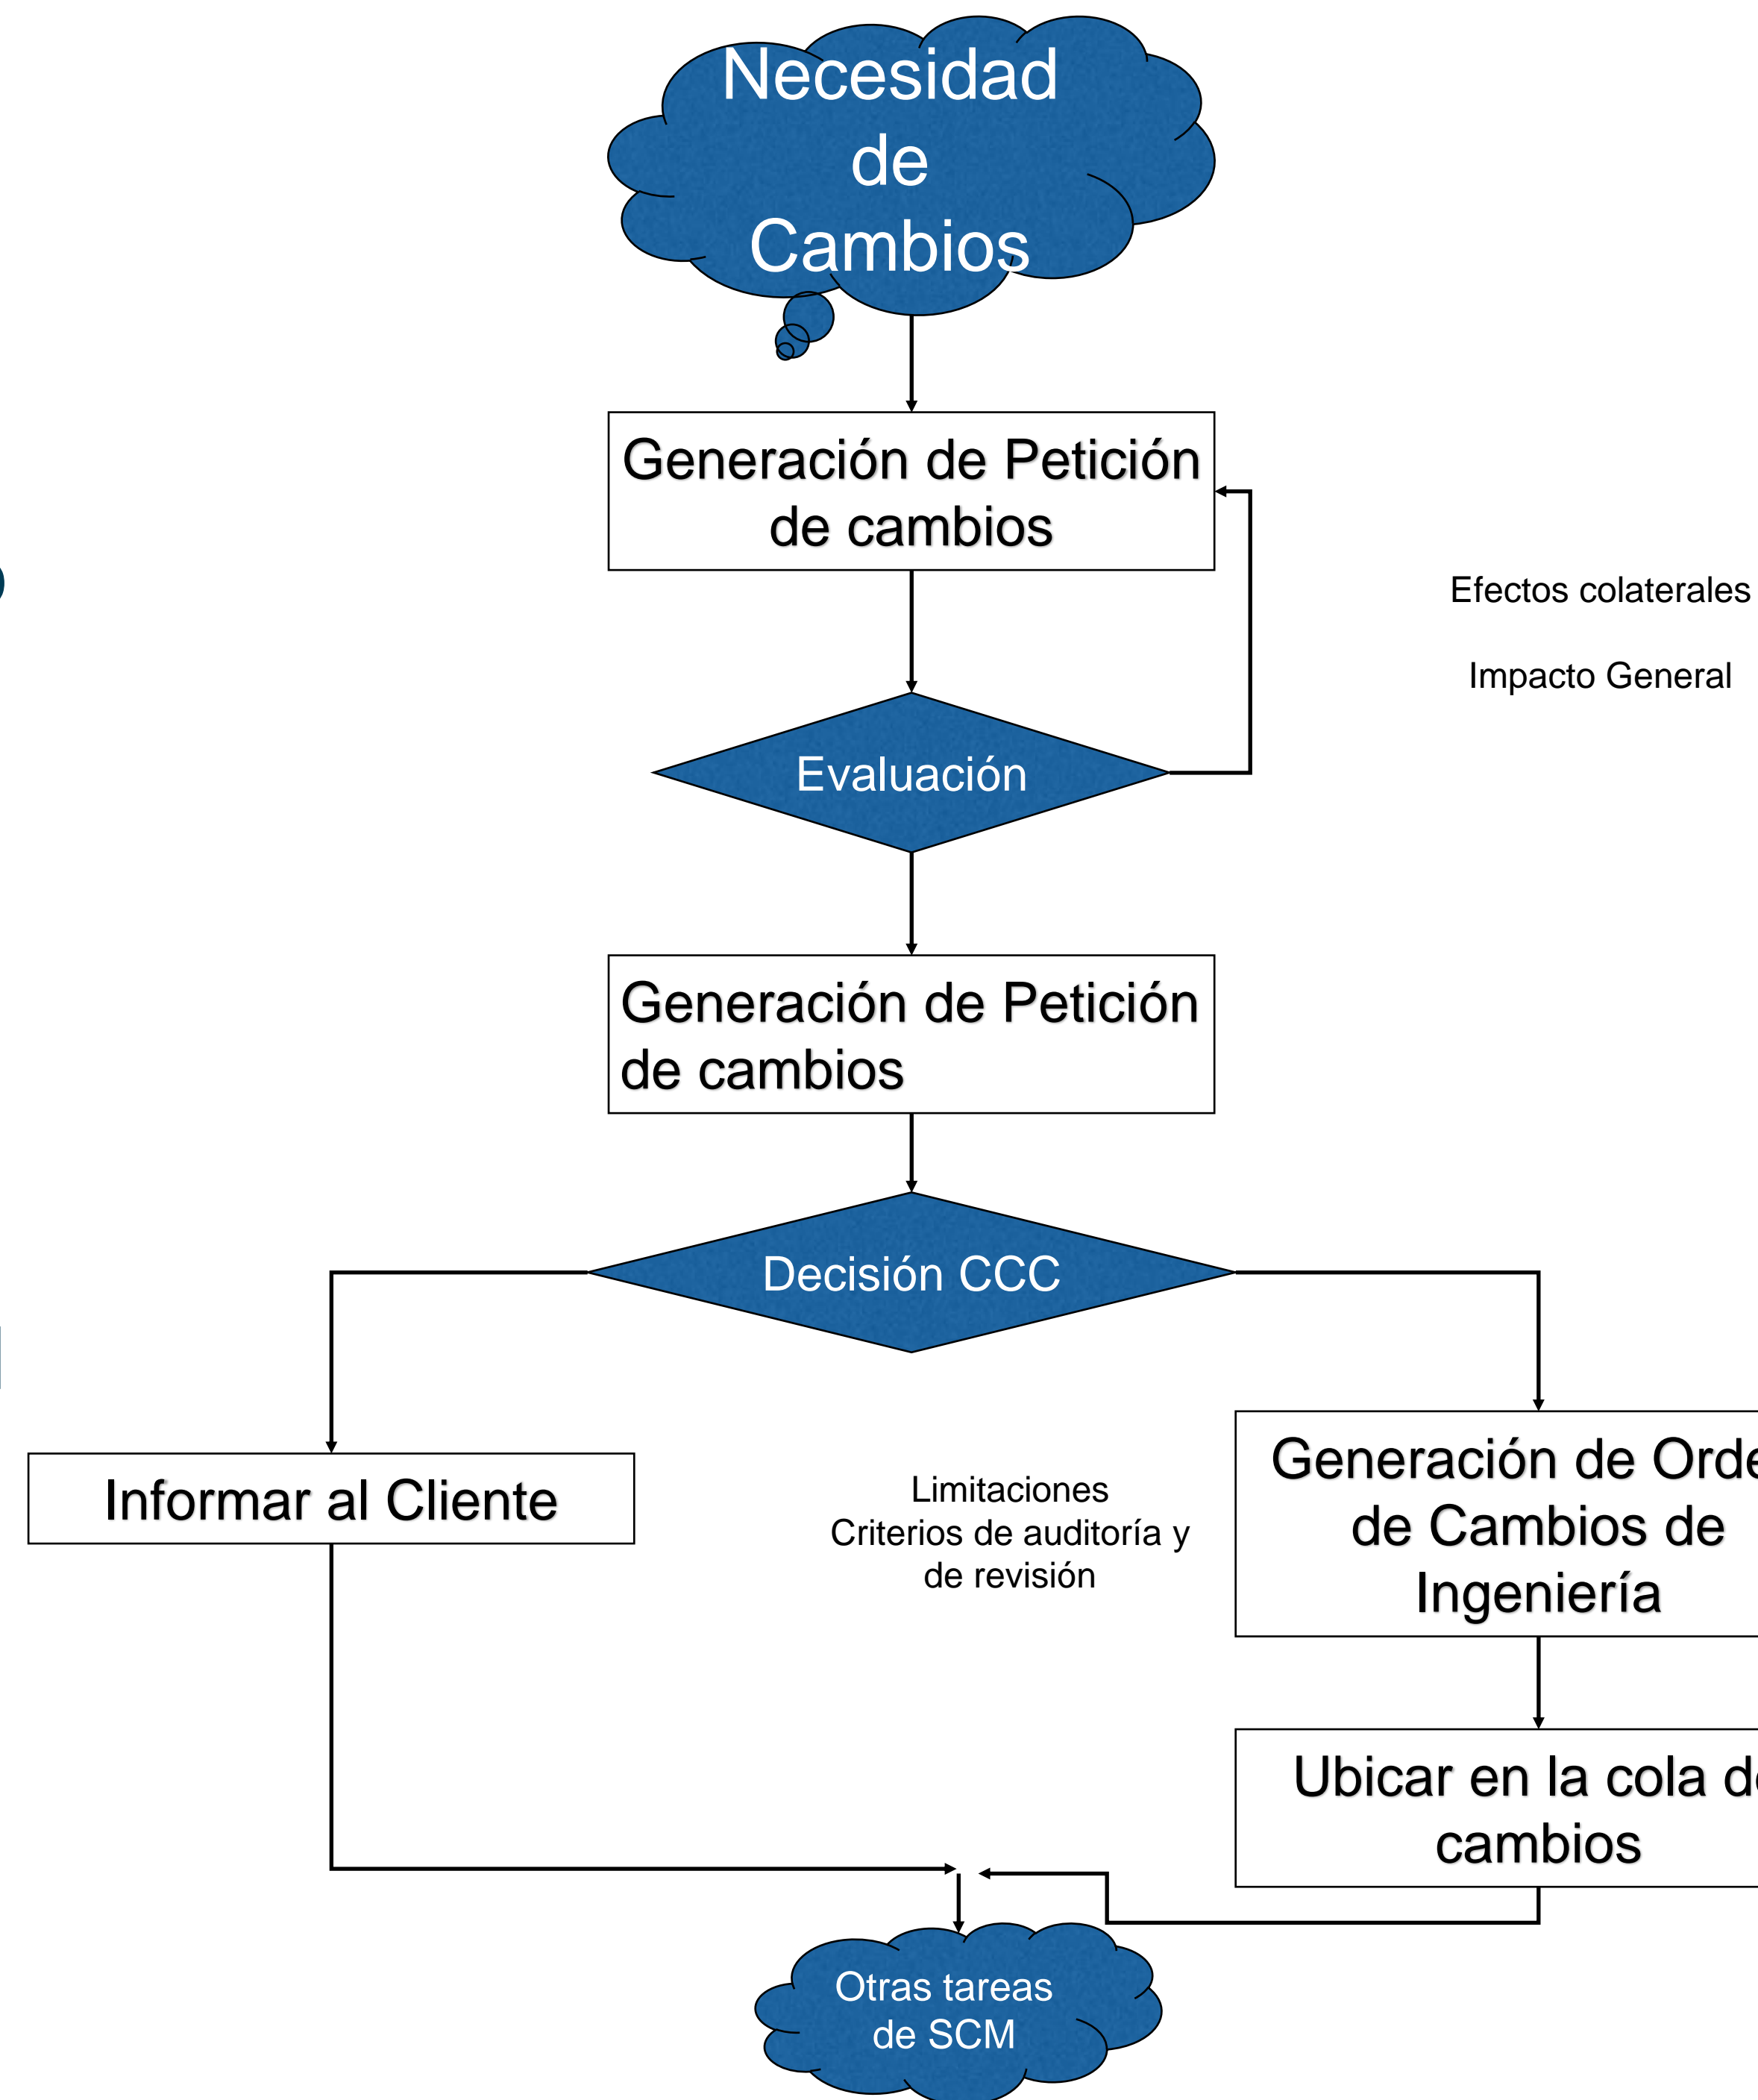 Necesidad
de
Cambios
Generación de Petición
de cambios
Efectos colaterales
Impacto General
Evaluación
Generación de Petición
de cambios
Decisión CCC
Informar al Cliente
Limitaciones
Criterios de auditoría y
de revisión
Generación de
de Cambios de
Ingeniería
Ubicar en la cola
cambios
Otras tareas
de SCM